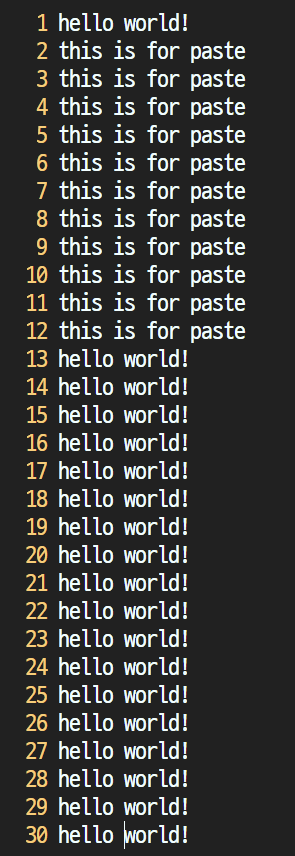 1 hello world!
2 this is for paste
3 this is for paste
4 this is for paste
5 this is for paste
6 this is for paste
7 this is for paste
8 this is for paste
9 this is for paste
10 this is for paste
11 this is for paste
12 this is for paste
13 hello world!
14 hello world!
15 hello world!
16 hello world!
17 hello world!
18 hello world!
19 hello world!
20 hello world!
21 hello world!
22 hello world!
23 hello world!
24 hello world!
25 hello world!
26 hello world!
27 hello world!
28 hello world!
29 hello world!
30 hello world!